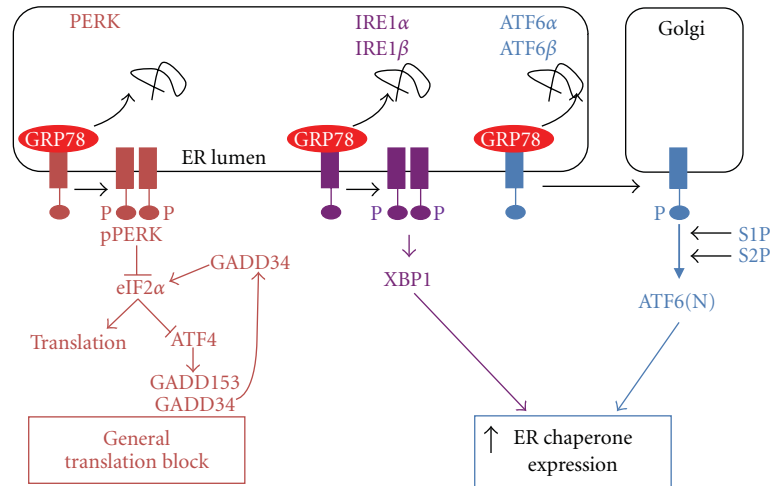 PERK
IRE1α
IRE1β
ATF6α
ATF6β
Golgi
GRP78
GRP78
GRP78
ER lumen
P
P
P
P
P
pPERK
S1P
S2P
GADD34
eIF2α
XBP1
ATF6(N)
Translation
ATF4
GADD153
GADD34
General
translation block
ER chaperone
expression